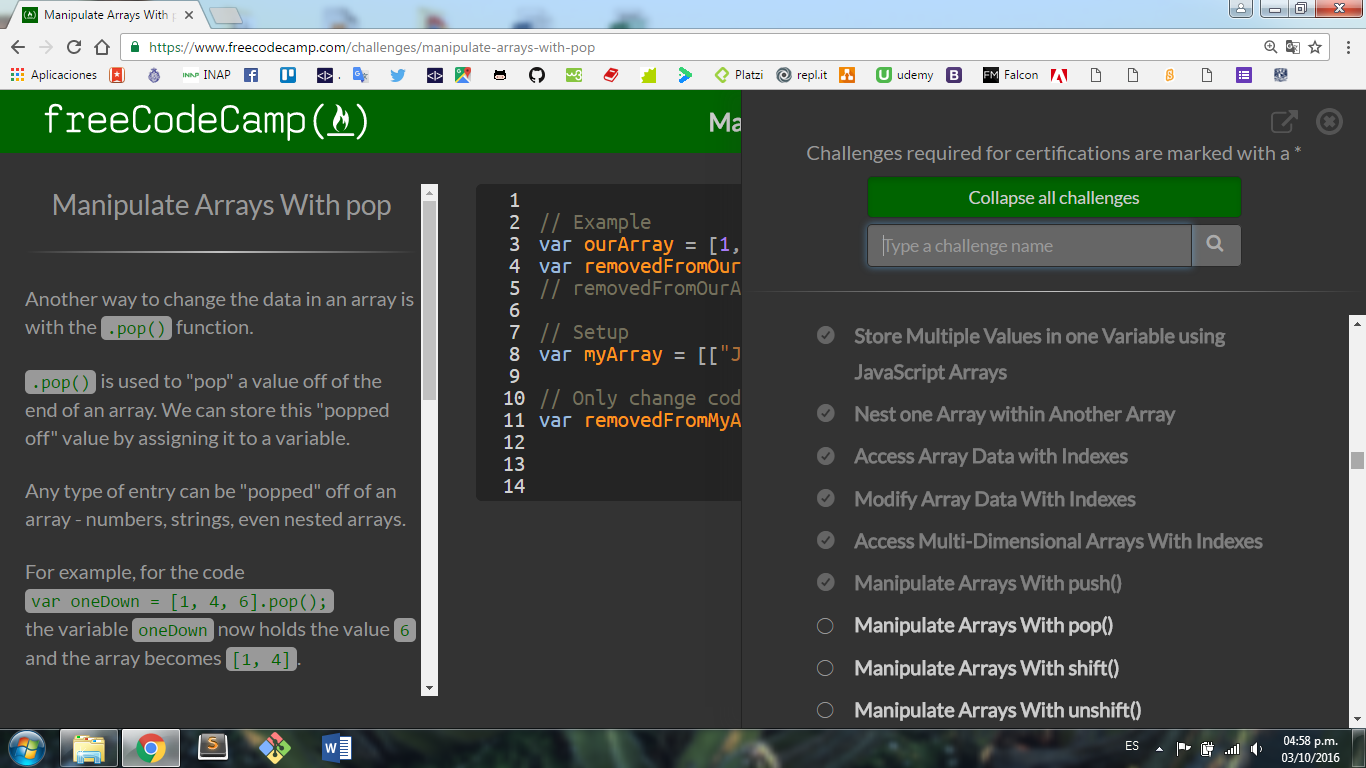 Manipulate Arrays With p
https://www.freecodecamp.com/challenges/manipulate-arrays-with-pop
Aplicaciones INAP INAP . Platzi repl.it udemy B FM Falcon
freeCodeCamp
Ma
Manipulate Arrays With pop
Another way to change the data in an array is
with the .pop() function.
.pop() is used to "pop" a value off of the
end of an array. We can store this "popped
off" value by assigning it to a variable.
Any type of entry can be "popped" off of an
array - numbers, strings, even nested arrays.
For example, for the code
var oneDown = [1, 4, 6].pop();
the variable oneDown now holds the value 6
and the array becomes [1, 4].
1
2 // Example
3 var ourArray = [1,
4 var removedFromOur
5 // removedFromOurA
6
7 // Setup
8 var myArray = [["J
9
10 // Only change cod
11 var removedFromMyA
12
13
14
Challenges required for certifications are marked with a *
Collapse all challenges
Type a challenge name
Store Multiple Values in one Variable using
JavaScript Arrays
Nest one Array within Another Array
Access Array Data with Indexes
Modify Array Data With Indexes
Access Multi-Dimensional Arrays With Indexes
Manipulate Arrays With push()
Manipulate Arrays With pop()
Manipulate Arrays With shift()
Manipulate Arrays With unshift()
ES
04:58 p.m.
03/10/2016